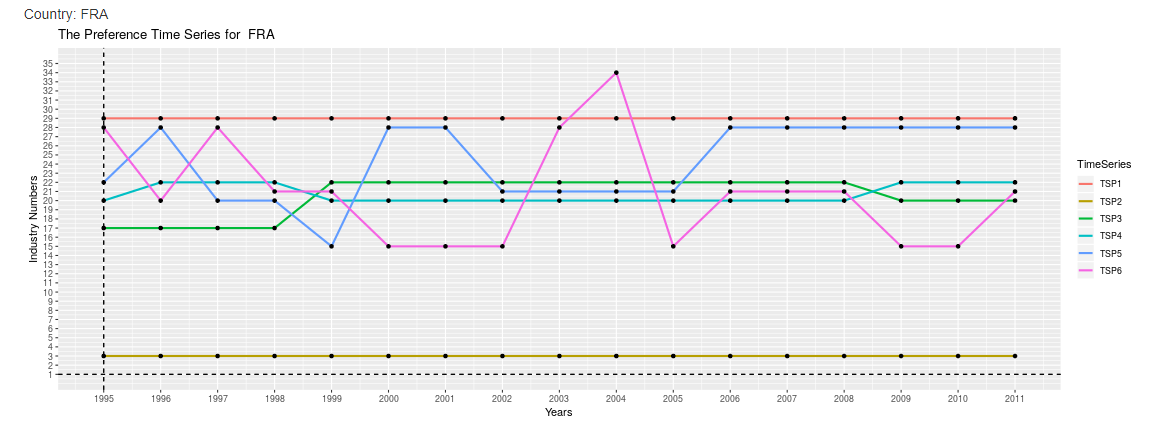 Country: FRA
The Preference Time Series for FRA
35
34
33
32
31
30
29
28
27
26
25
24
23
22
21
20
19
18
17
16
15
14
13
12
11
10
9
8
7
6
5
4
3
2
1
Industry Numbers
1995 1996 1997 1998 1999 2000 2001 2002 2003 2004 2005 2006 2007 2008 2009 2010 2011
Years
TimeSeries
TSP1
TSP2
TSP3
TSP4
TSP5
TSP6